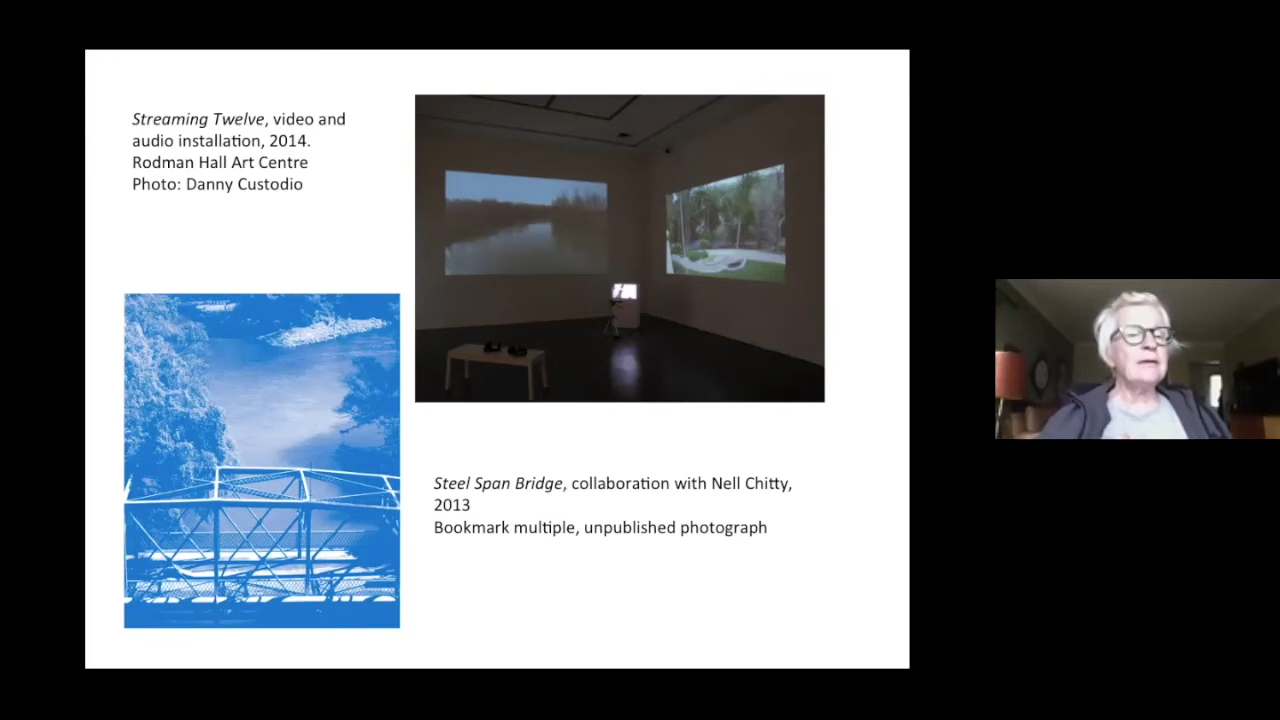 Streaming Twelve, video and
audio installation, 2014.
Rodman Hall Art Centre
Photo: Danny Custodio
Steel Span Bridge, collaboration with Nell Chitty,
2013
Bookmark multiple, unpublished photograph